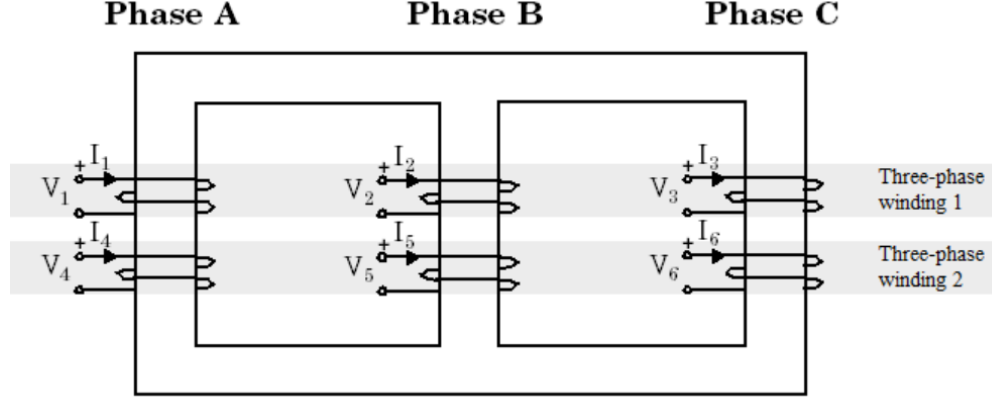 Phase A Phase B Phase C
+ I1 + I2 + I3
V1 V2 V3
Three-phase
winding 1
+ I4 + I5 + I6
V4 V5 V6
Three-phase
winding 2